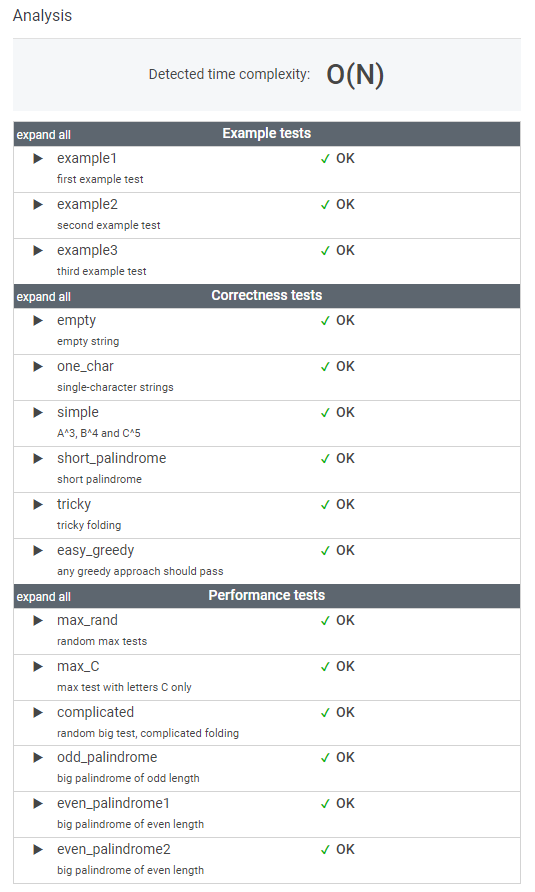 Analysis
Detected time complexity: O(N)
expand all Example tests
example1 ✓ OK
first example test
example2 ✓ OK
second example test
example3 ✓ OK
third example test
expand all Correctness tests
empty ✓ OK
empty string
one_char ✓ OK
single-character strings
simple ✓ OK
A^3, B^4 and C^5
short_palindrome ✓ OK
short palindrome
tricky ✓ OK
tricky folding
easy_greedy ✓ OK
any greedy approach should pass
expand all Performance tests
max_rand ✓ OK
random max tests
max_C ✓ OK
max test with letters C only
complicated ✓ OK
random big test, complicated folding
odd_palindrome ✓ OK
big palindrome of odd length
even_palindrome1 ✓ OK
big palindrome of even length
even_palindrome2 ✓ OK
big palindrome of even length